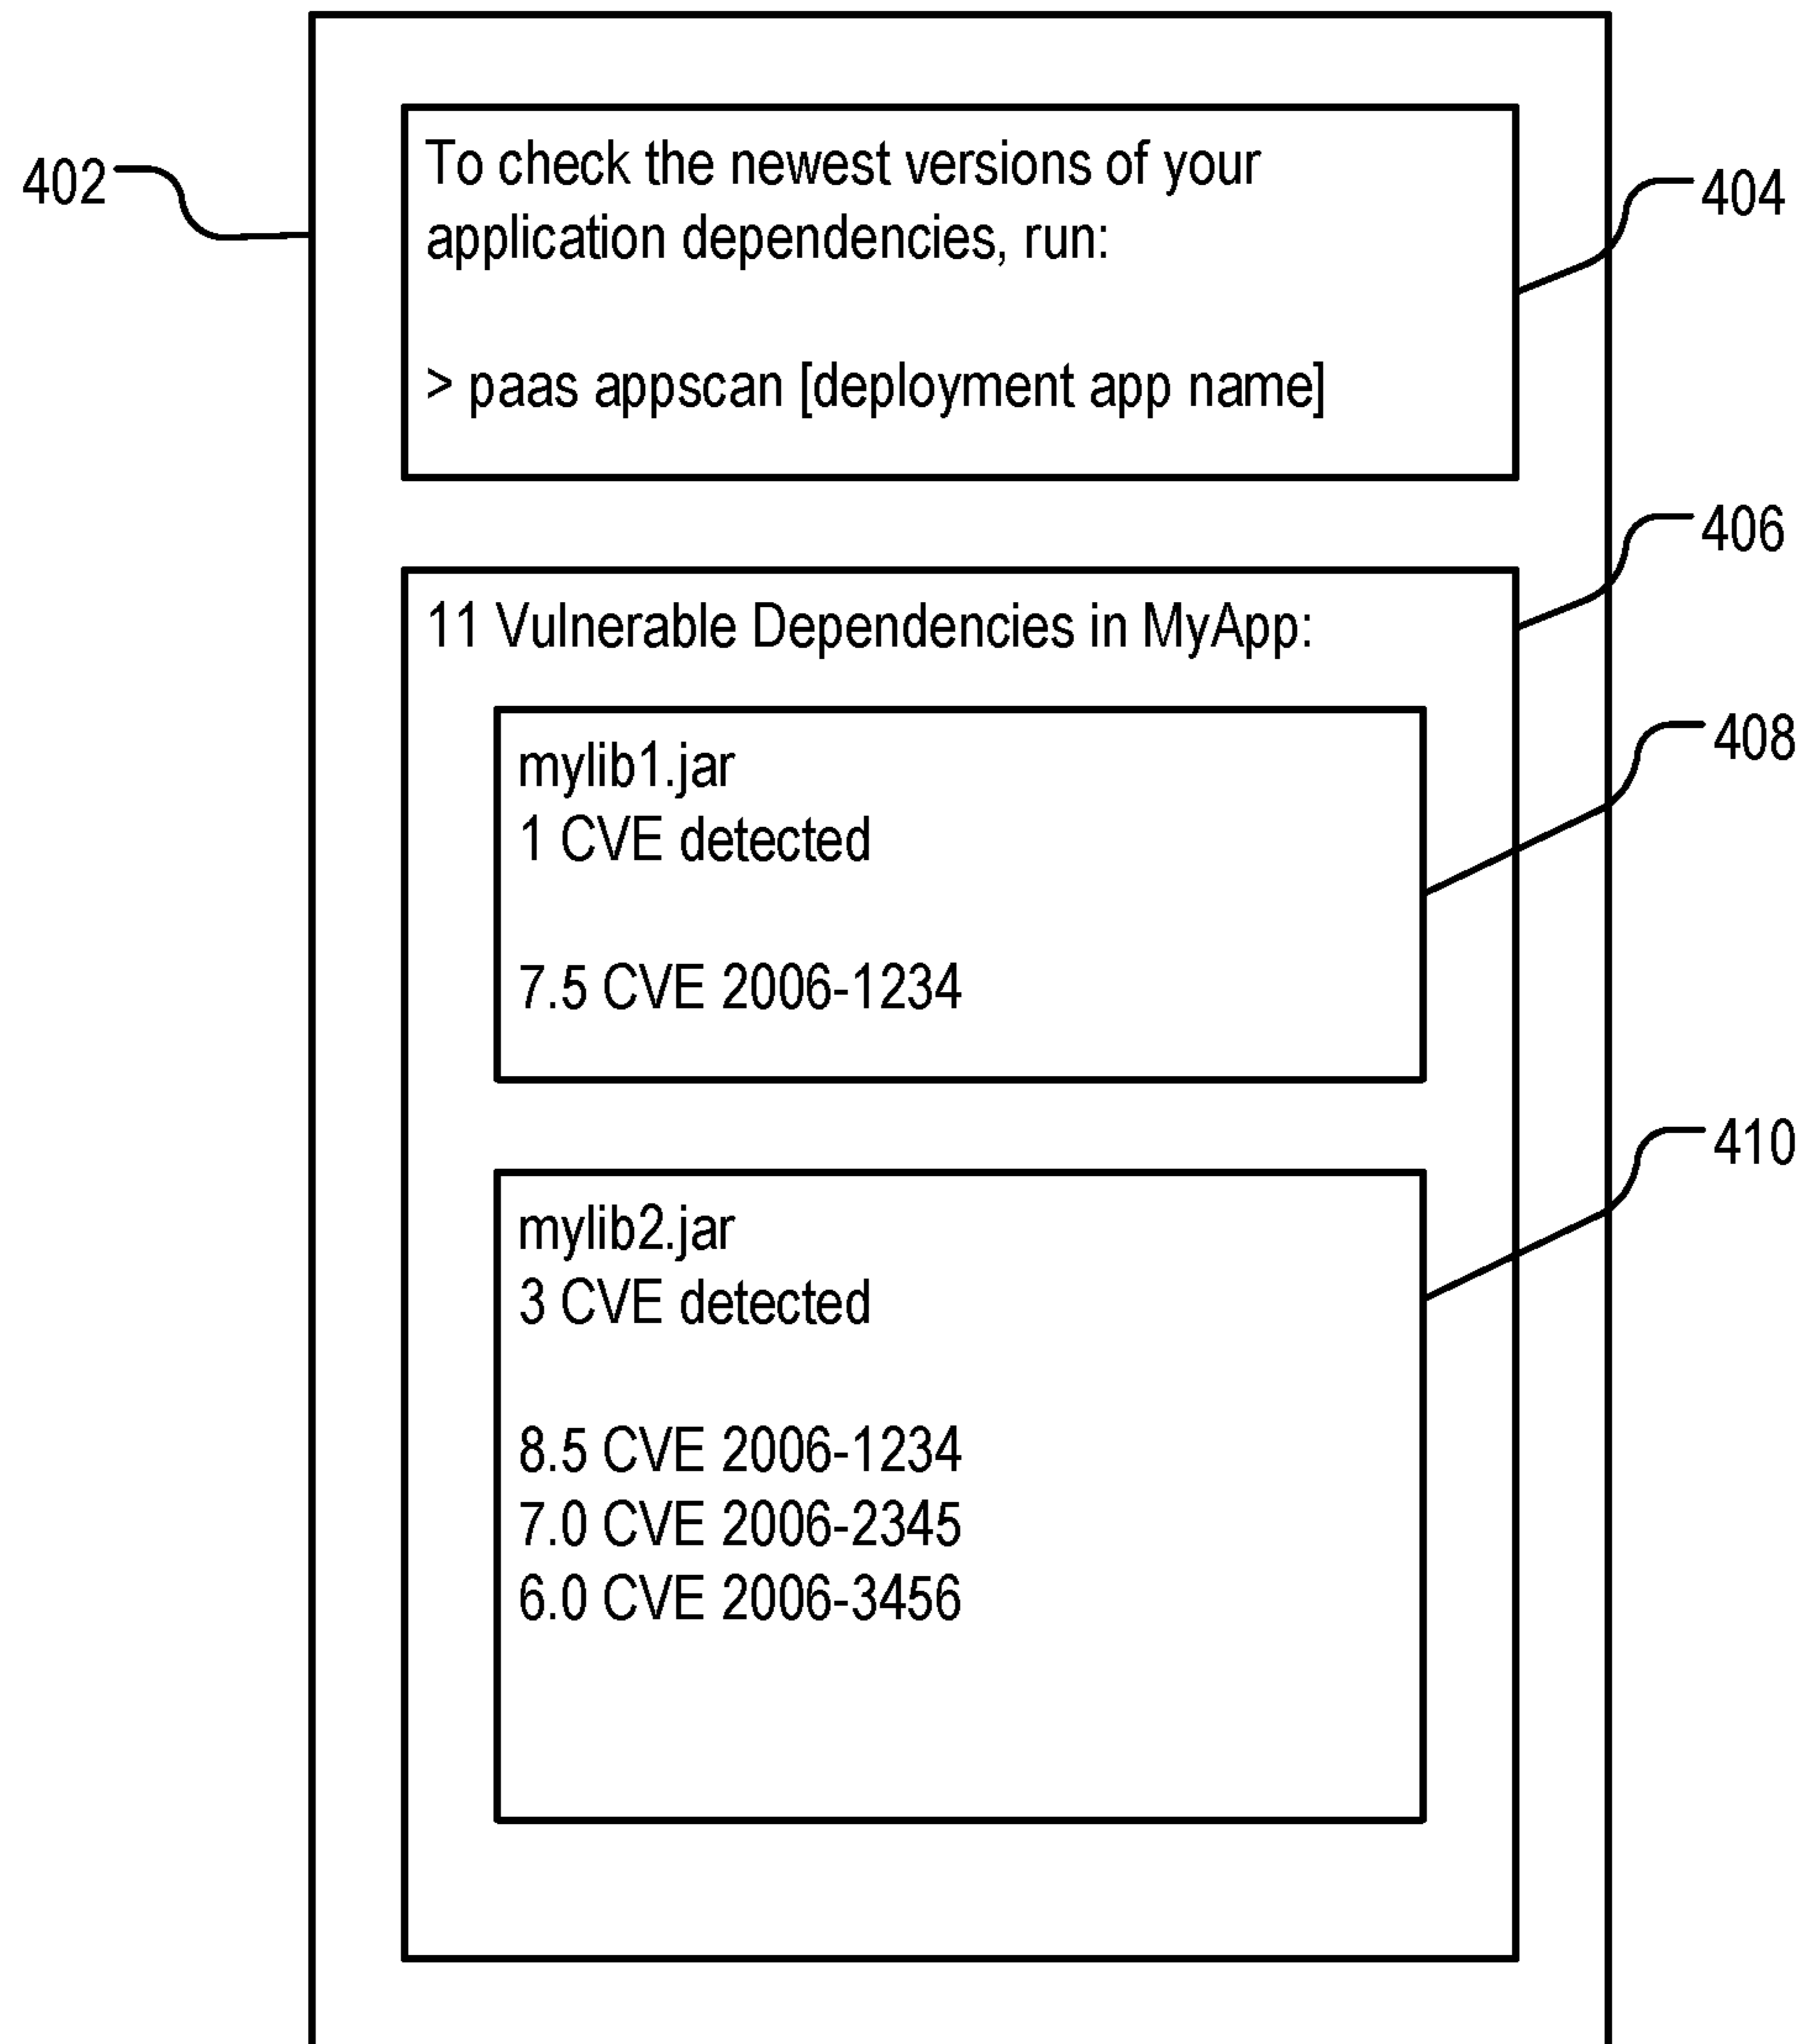 402
To check the newest versions of your
application dependencies, run:
> paas appscan [deployment app name]
404
406
11 Vulnerable Dependencies in MyApp:
mylib1.jar
1 CVE detected
7.5 CVE 2006-1234
408
410
mylib2.jar
3 CVE detected
8.5 CVE 2006-1234
7.0 CVE 2006-2345
6.0 CVE 2006-3456